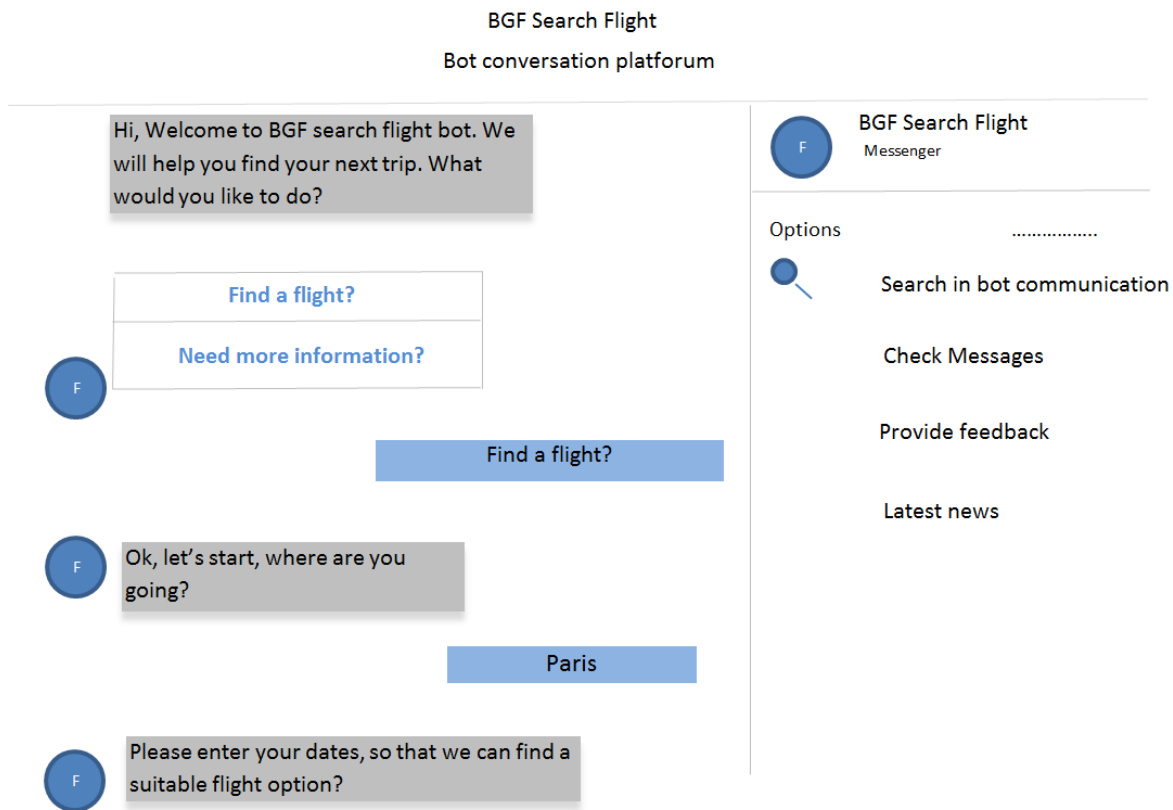 BGF Search Flight
Bot conversation platforum
Hi, Welcome to BGF search flight bot. We
will help you find your next trip. What
would you like to do?
Find a flight?
Need more information?
F
Find a flight?
F
Ok, let's start, where are you
going?
Paris
F
Please enter your dates, so that we can find a
suitable flight option?
F
BGF Search Flight
Messenger
Options ……………..
Search in bot communication
Check Messages
Provide feedback
Latest news